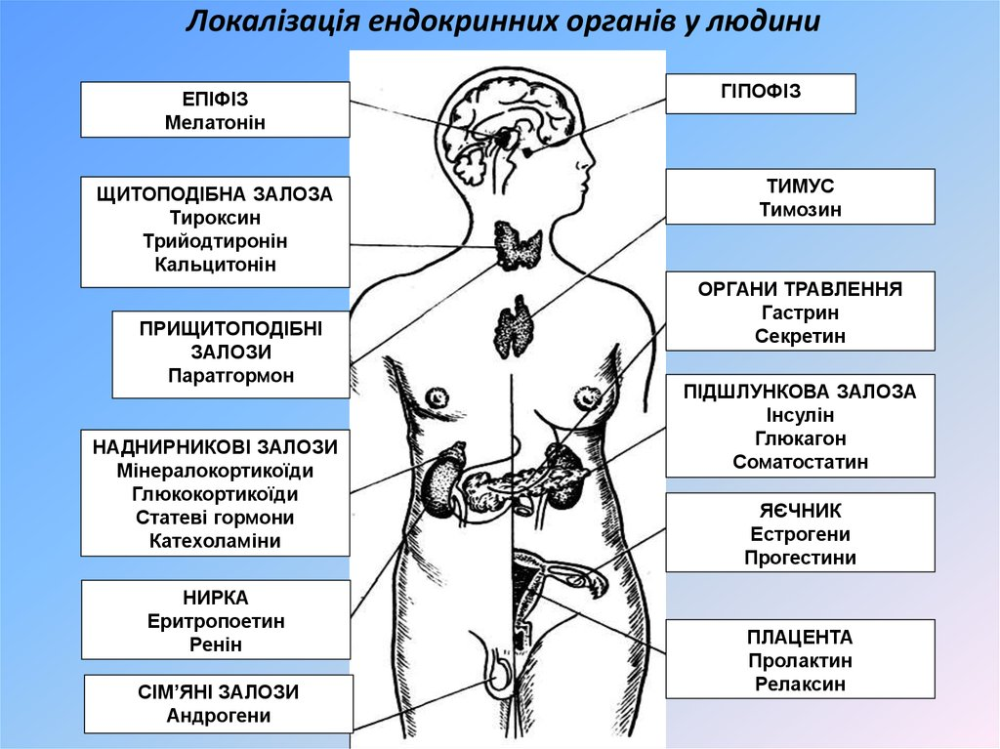 Локалізація ендокринних органів у людини
ЕПІФІЗ
Мелатонін
ЩИТОПОДІБНА ЗАЛОЗА
Тироксин
Трийодтиронін
Кальцитонін
ПРИЩИТОПОДІБНІ
ЗАЛОЗИ
Паратгормон
НАДНИРНИКОВІ ЗАЛОЗИ
Мінералокортикоїди
Глюкокортикоїди
Статеві гормони
Катехоламіни
НИРКА
Еритропоетин
Ренін
СІМ’ЯНІ ЗАЛОЗИ
Андрогени
ГІПОФІЗ
ТИМУС
Тимозин
ОРГАНИ ТРАВЛЕННЯ
Гастрин
Секретин
ПІДШЛУНКОВА ЗАЛОЗА
Інсулін
Глюкагон
Соматостатин
ЯЄЧНИК
Естрогени
Прогестини
ПЛАЦЕНТА
Пролактин
Релаксин